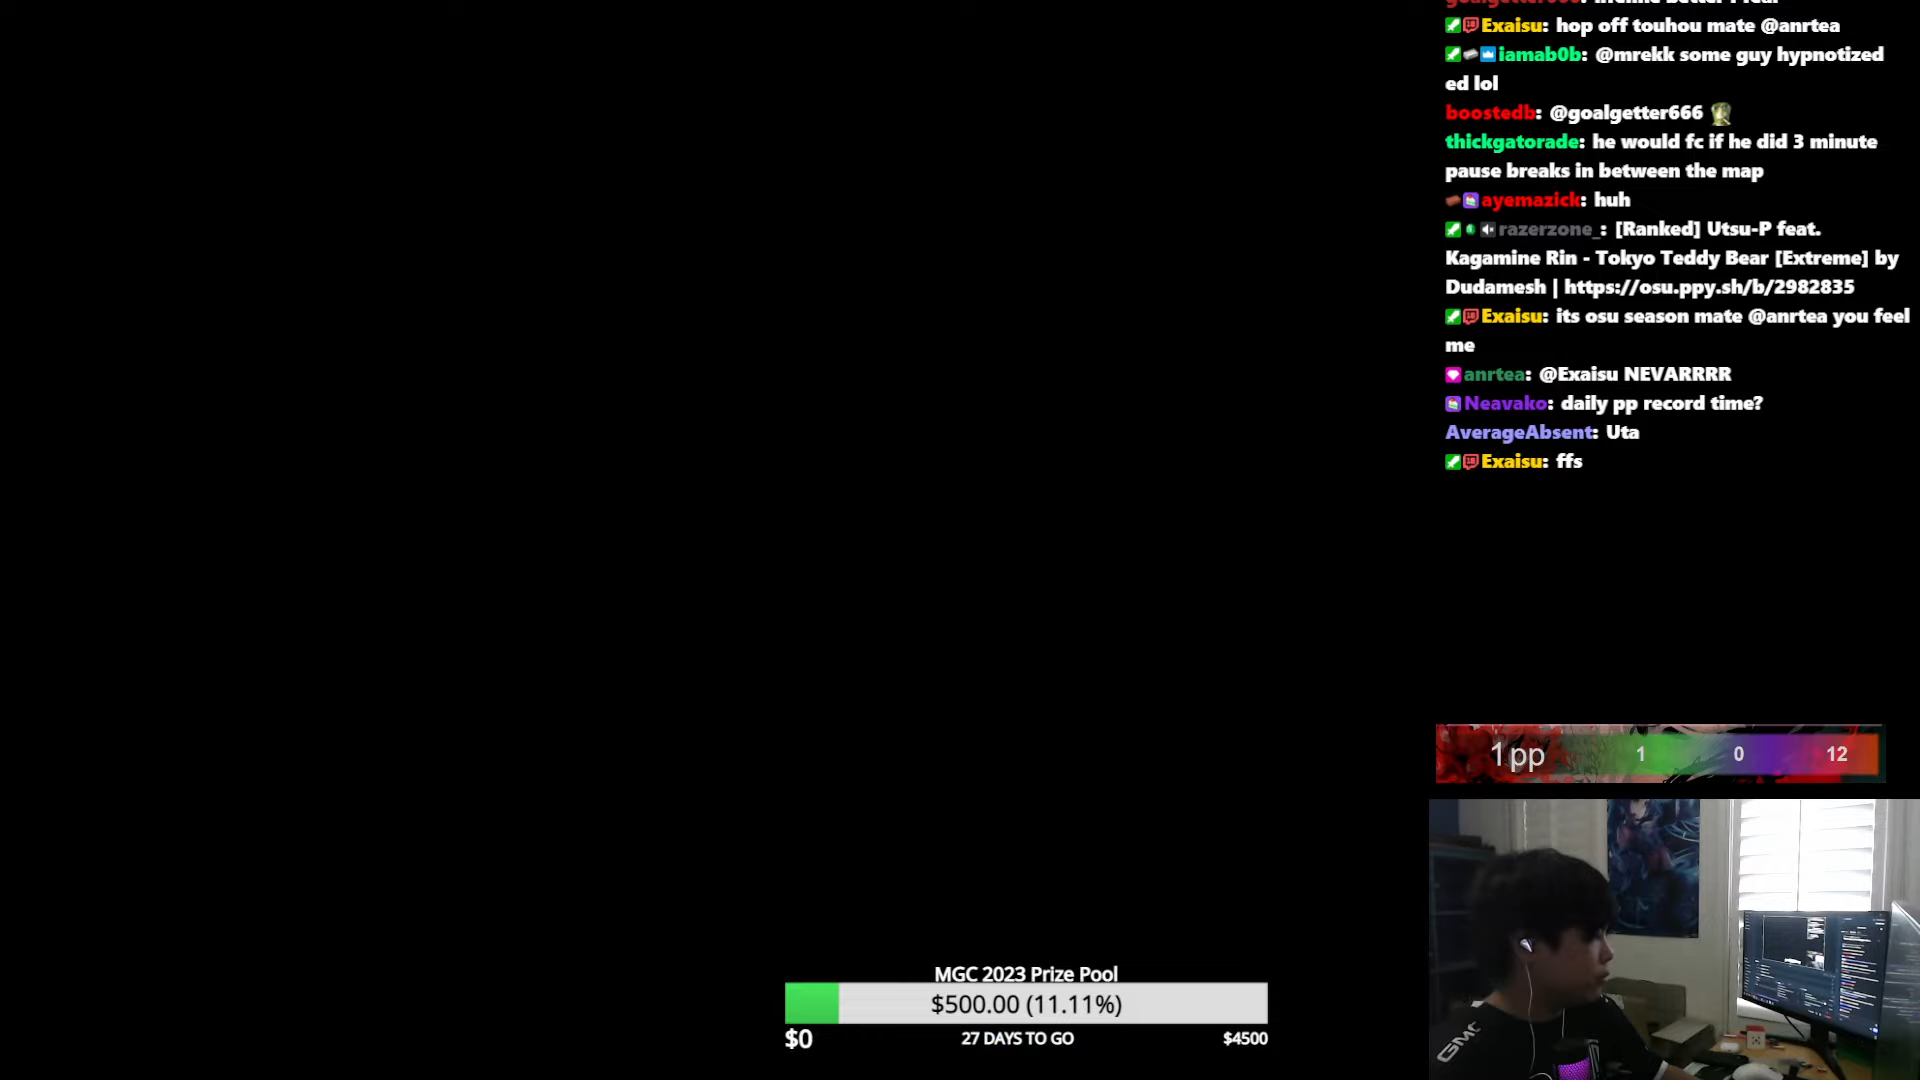 Exaisu: hop off touhou mate @anrtea
iamab0b: @mrekk some guy hypnotized
ed lol
boostedb: @goalgetter666
thickgatorade: he would fc if he did 3 minute
pause breaks in between the map
ayemazick: huh
razerzone_: [Ranked] Utsu-P feat.
Kagamine Rin - Tokyo Teddy Bear [Extreme] by
Dudamesh | https://osu.ppy.sh/b/2982835
Exaisu: its osu season mate @anrtea you feel
me
anrtea: @Exaisu NEVARRRR
Neavako: daily pp record time?
AverageAbsent: Uta
Exaisu: ffs
1pp 1 0 12
MGC 2023 Prize Pool
$500.00 (11.11%)
$0 27 DAYS TO GO $4500
GMC